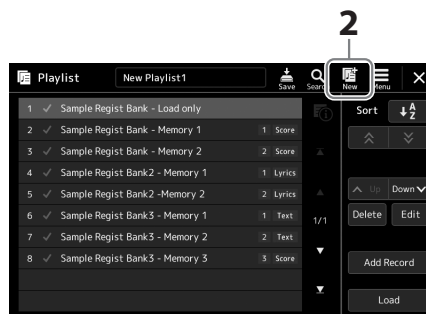 2
Playlist New Playlist1 Save Search New Menu
1 Sample Regist Bank - Load only
2 Sample Regist Bank - Memory 1 1 Score
3 Sample Regist Bank - Memory 2 2 Score
4 Sample Regist Bank2 - Memory 1 1 Lyrics
5 Sample Regist Bank2 -Memory 2 2 Lyrics
6 Sample Regist Bank3 - Memory 1 1 Text
7 Sample Regist Bank3 - Memory 2 2 Text
8 Sample Regist Bank3 - Memory 3 3 Score
1/1
Sort A Z
Up Down
Delete Edit
Add Record
Load